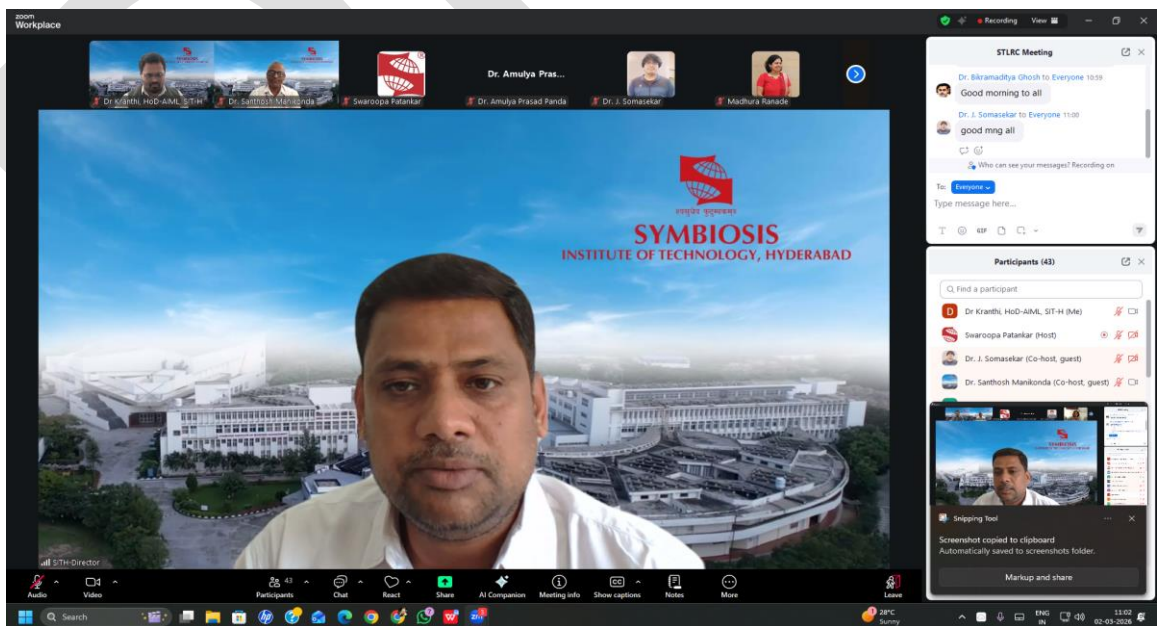 zoom
Workplace
Recording
View
Dr Kranthi, HoD-AIML, SIT-H
Dr. Santhosh Manikonda
Swaroopa Patankar
Dr. Amulya Pras...
Dr. Amulya Prasad Panda
Dr. J. Somasekar
Madhura Ranade
SYMBIOSIS
INSTITUTE OF TECHNOLOGY, HYDERABAD
SITH-Director
STLRC Meeting
Dr. Bikramaditya Ghosh to Everyone 10:59
Good morning to all
Dr. J. Somasekar to Everyone 11:00
good mng all
Who can see your messages? Recording on
To: Everyone
Type message here...
GIF
Participants (43)
Find a participant
D
Dr Kranthi, HoD-AIML, SIT-H (Me)
Swaroopa Patankar (Host)
Dr. J. Somasekar (Co-host, guest)
Dr. Santhosh Manikonda (Co-host, guest)
Snipping Tool
Screenshot copied to clipboard
Automatically saved to screenshots folder.
Markup and share
Audio
Video
43
Participants
Chat
React
Share
AI Companion
Meeting info
CC
Show captions
Notes
More
Leave
Search
28°C
Sunny
ENG
IN
11:02
02-03-2026